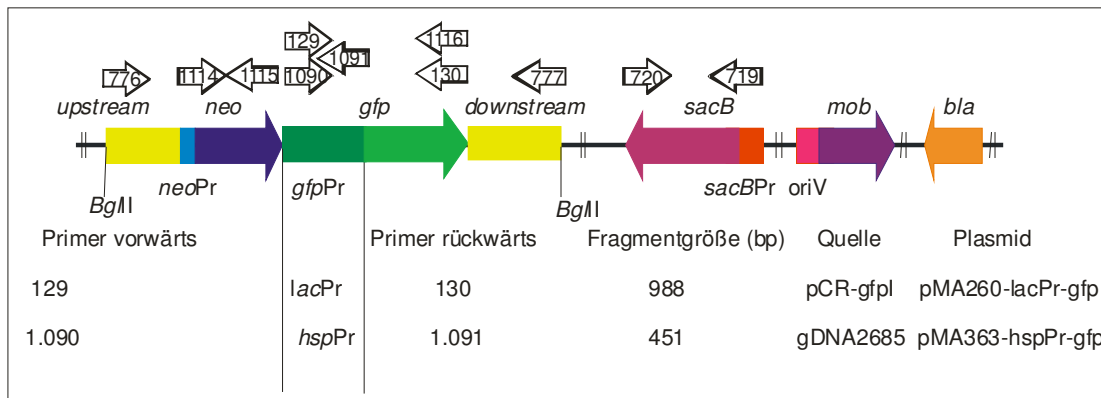 129 1116
776 1114 1115 1091 1090 130 777 720 719
upstream neo gfp downstream sacB mob bla
neoPr gfpPr sacBPr oriV
BglII BglII
Primer vorwärts Primer rückwärts Fragmentgröße (bp) Quelle Plasmid
129 lacPr 130 988 pCR-gfpI pMA260-lacPr-gfp
1.090 hspPr 1.091 451 gDNA2685 pMA363-hspPr-gfp